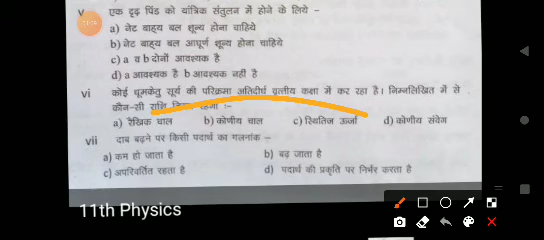 v एक दृढ़ पिंड को यांत्रिक संतुलन में होने के लिये –
a) नेट बाह्य बल शून्य होना चाहिये
b) नेट बाह्य बल आघूर्ण शून्य होना चाहिये
c) a व b दोनों आवश्यक है
d) a आवश्यक है b आवश्यक नहीं है
vi कोई धूमकेतु सूर्य की परिक्रमा अतिदीर्घ वृत्तीय कक्षा में कर रहा है। निम्नलिखित में से
कौन-सी राशि :–
a) रैखिक चाल b) कोणीय चाल c) स्थितिज ऊर्जा d) कोणीय संवेग
vii दाब बढ़ने पर किसी पदार्थ का गलनांक –
a) कम हो जाता है b) बढ़ जाता है
c) अपरिवर्तित रहता है d) पदार्थ की प्रकृति पर निर्भर करता है
11th Physics